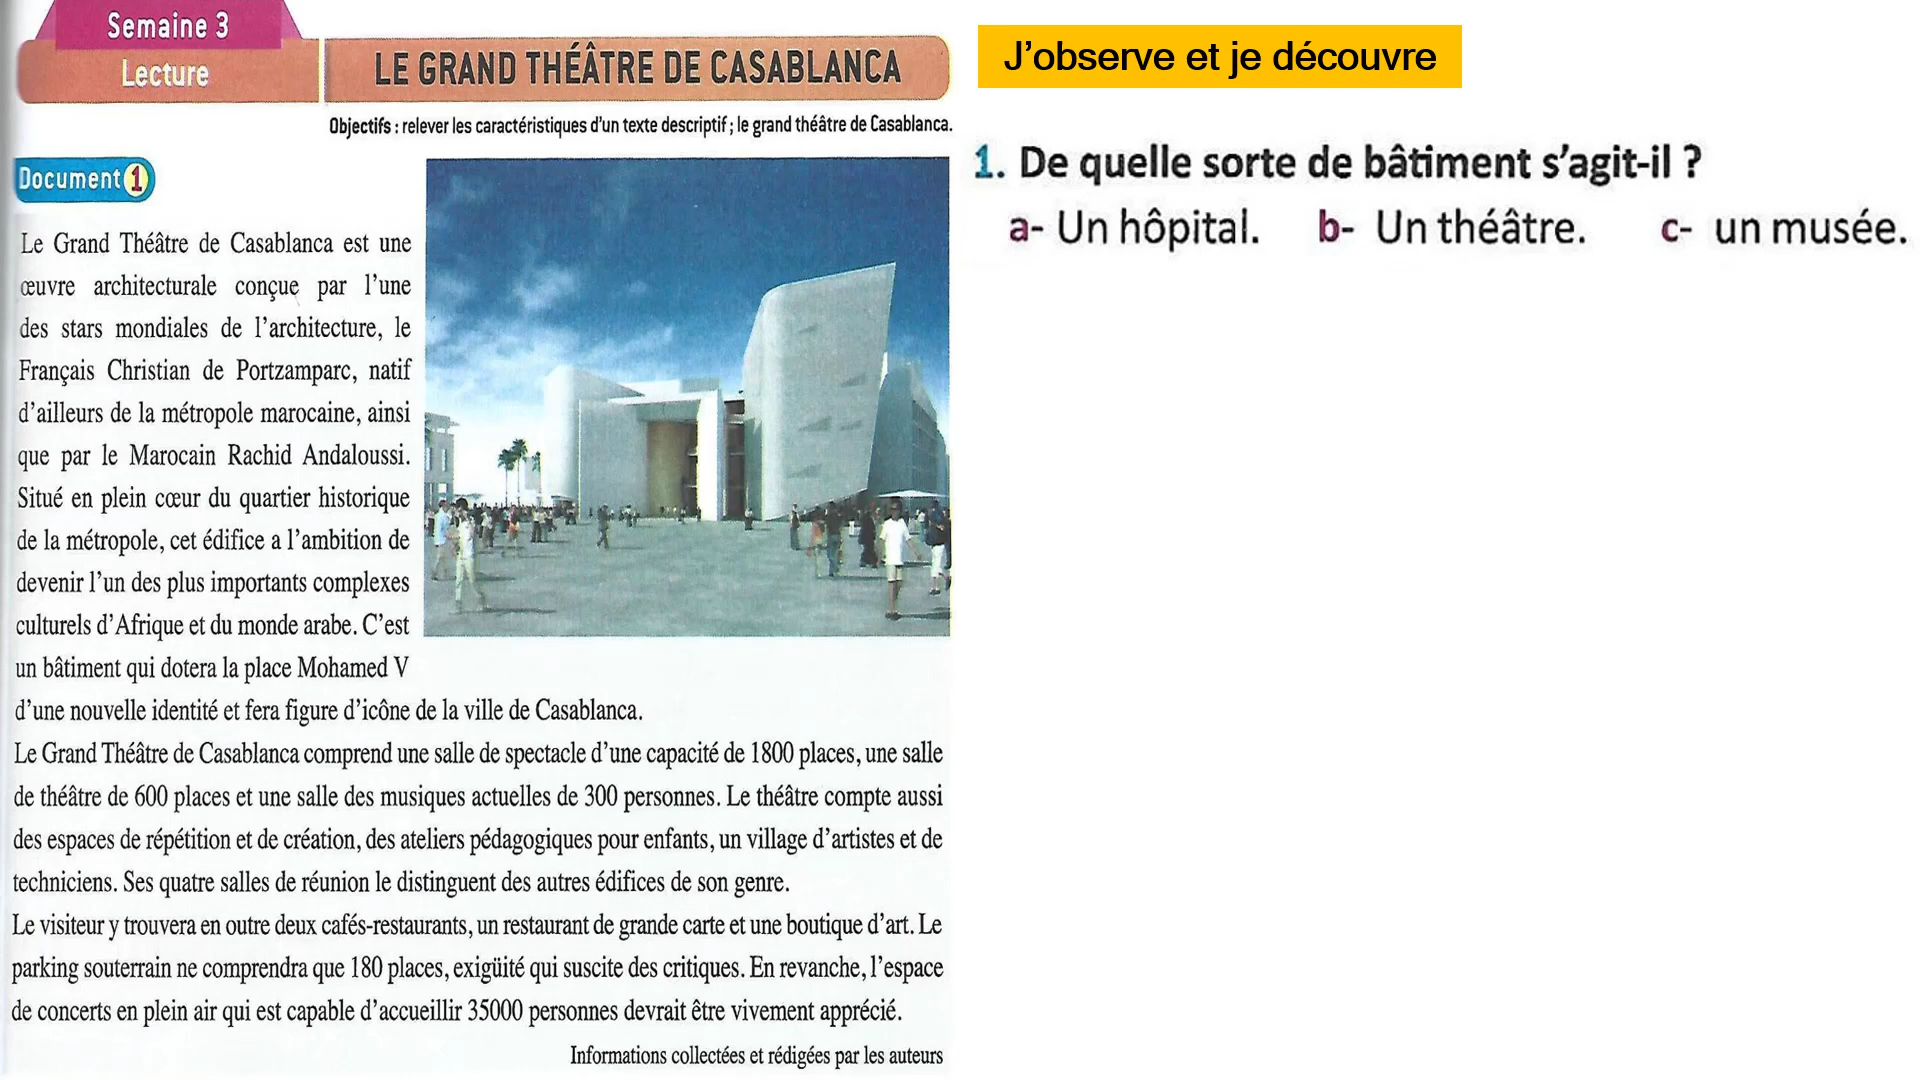 Semaine 3
Lecture
LE GRAND THÉÂTRE DE CASABLANCA
Objectifs : relever les caractéristiques d'un texte descriptif ; le grand théâtre de Casablanca.
Document 1
Le Grand Théâtre de Casablanca est une
œuvre architecturale conçue par l'une
des stars mondiales de l'architecture, le
Français Christian de Portzamparc, natif
d'ailleurs de la métropole marocaine, ainsi
que par le Marocain Rachid Andaloussi.
Situé en plein cœur du quartier historique
de la métropole, cet édifice a l'ambition de
devenir l'un des plus importants complexes
culturels d'Afrique et du monde arabe. C'est
un bâtiment qui dotera la place Mohamed V
d'une nouvelle identité et fera figure d'icône de la ville de Casablanca.
Le Grand Théâtre de Casablanca comprend une salle de spectacle d'une capacité de 1800 places, une salle
de théâtre de 600 places et une salle des musiques actuelles de 300 personnes. Le théâtre compte aussi
des espaces de répétition et de création, des ateliers pédagogiques pour enfants, un village d'artistes et de
techniciens. Ses quatre salles de réunion le distinguent des autres édifices de son genre.
Le visiteur y trouvera en outre deux cafés-restaurants, un restaurant de grande carte et une boutique d'art. Le
parking souterrain ne comprendra que 180 places, exigüité qui suscite des critiques. En revanche, l'espace
de concerts en plein air qui est capable d'accueillir 35000 personnes devrait être vivement apprécié.
Informations collectées et rédigées par les auteurs
J'observe et je découvre
1. De quelle sorte de bâtiment s'agit-il ?
a- Un hôpital. b- Un théâtre. c- un musée.